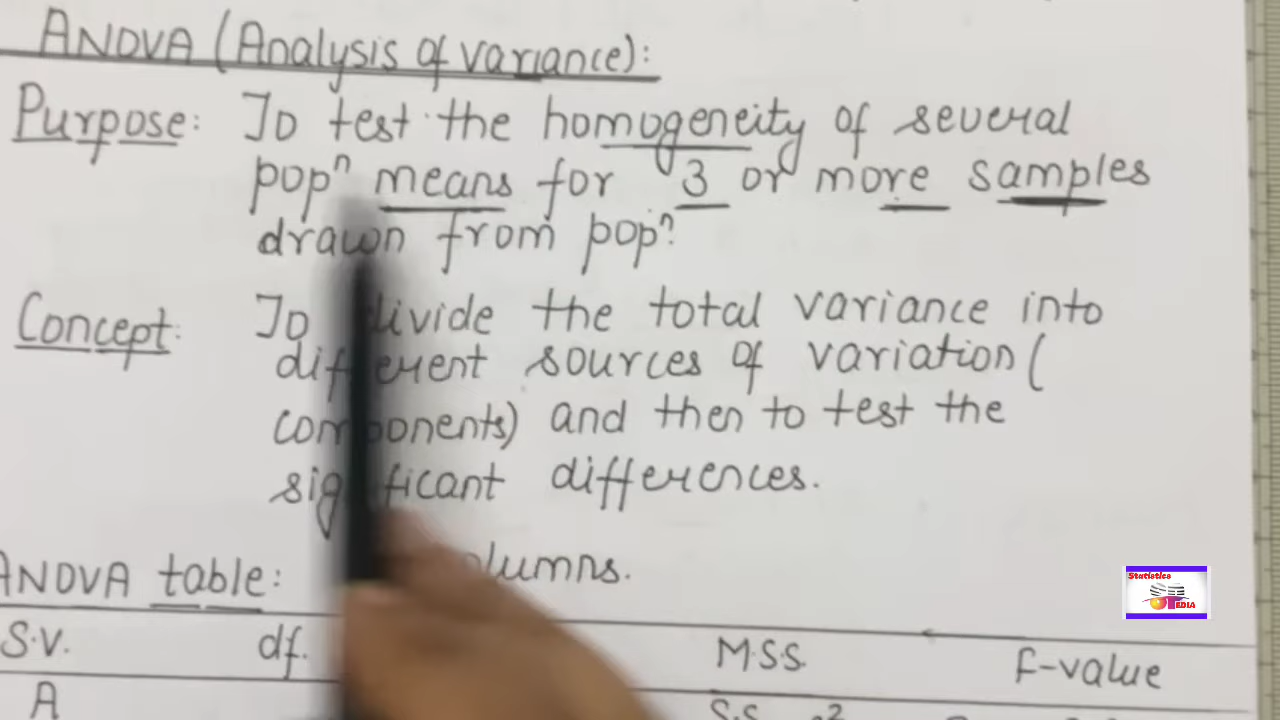 ANOVA (Analysis of variance):
Purpose: To test the homogeneity of several
popⁿ means for 3 or more samples
drawn from popⁿ.
Concept: To divide the total variance into
different sources of variation (
components) and then to test the
significant differences.
ANOVA table:
S.V. df. M.S.S. F-value
A S.S.
Statistics
PEDIA